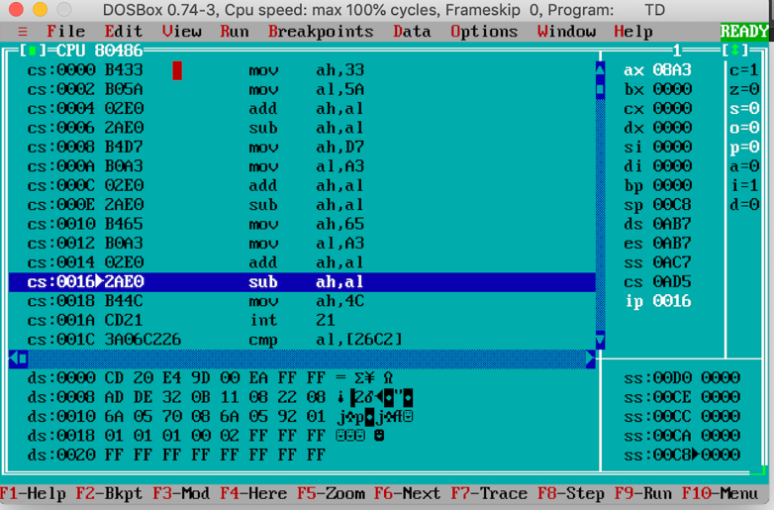 DOSBox 0.74-3, Cpu speed: max 100% cycles, Frameskip 0, Program: TD
≡ File Edit View Run Breakpoints Data Options Window Help READY
[■]=CPU 80486 1 [↕]
cs:0000 B433 mov ah,33 ax 08A3 c=1
cs:0002 B05A mov al,5A bx 0000 z=0
cs:0004 02E0 add ah,al cx 0000 s=0
cs:0006 2AE0 sub ah,al dx 0000 o=0
cs:0008 B4D7 mov ah,D7 si 0000 p=0
cs:000A B0A3 mov al,A3 di 0000 a=0
cs:000C 02E0 add ah,al bp 0000 i=1
cs:000E 2AE0 sub ah,al sp 00C8 d=0
cs:0010 B465 mov ah,65 ds 0AB7
cs:0012 B0A3 mov al,A3 es 0AB7
cs:0014 02E0 add ah,al ss 0AC7
cs:0016►2AE0 sub ah,al cs 0AD5
cs:0018 B44C mov ah,4C ip 0016
cs:001A CD21 int 21
cs:001C 3A06C226 cmp al,[26C2]
ds:0000 CD 20 E4 9D 00 EA FF FF = Σ¥ Ω ss:00D0 0000
ds:0008 AD DE 32 0B 11 08 22 08 ss:00CE 0000
ds:0010 6A 05 70 08 6A 05 92 01 ss:00CC 0000
ds:0018 01 01 01 00 02 FF FF FF ☺☺☺ ☻ ss:00CA 0000
ds:0020 FF FF FF FF FF FF FF FF ss:00C8►0000
F1-Help F2-Bkpt F3-Mod F4-Here F5-Zoom F6-Next F7-Trace F8-Step F9-Run F10-Menu